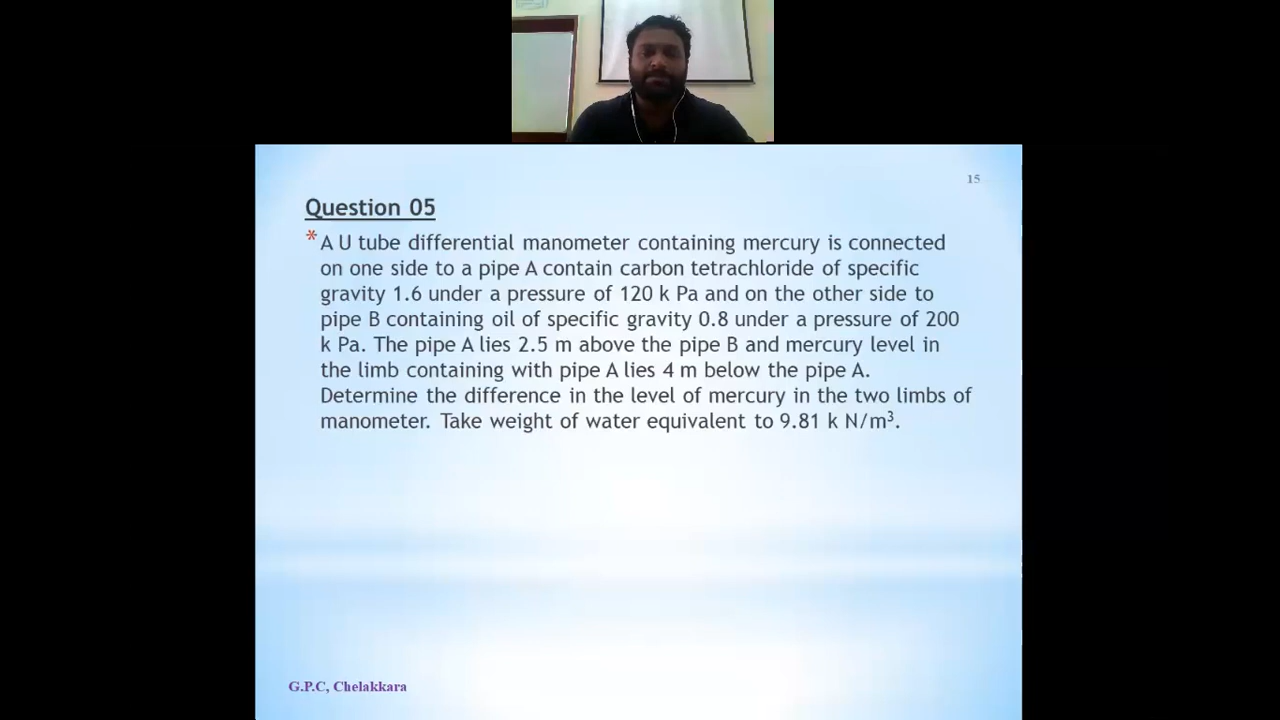 15
Question 05
* A U tube differential manometer containing mercury is connected
on one side to a pipe A contain carbon tetrachloride of specific
gravity 1.6 under a pressure of 120 k Pa and on the other side to
pipe B containing oil of specific gravity 0.8 under a pressure of 200
k Pa. The pipe A lies 2.5 m above the pipe B and mercury level in
the limb containing with pipe A lies 4 m below the pipe A.
Determine the difference in the level of mercury in the two limbs of
manometer. Take weight of water equivalent to 9.81 k N/m³.
G.P.C, Chelakkara